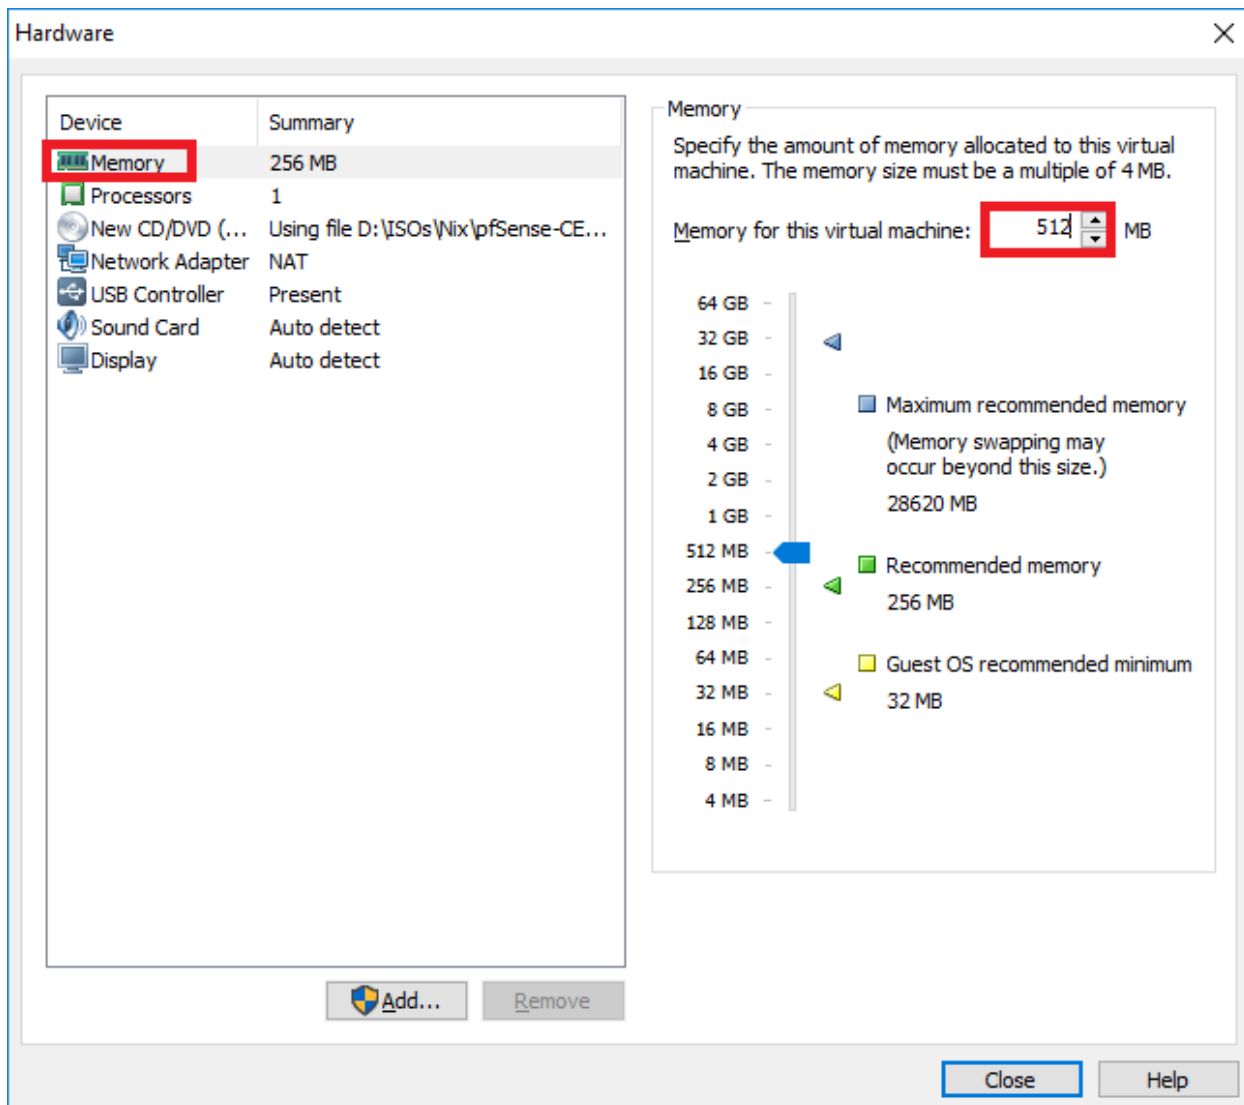 Hardware
Device Summary
Memory 256 MB
Processors 1
New CD/DVD (... Using file D:\ISOs\Nix\pfSense-CE...
Network Adapter NAT
USB Controller Present
Sound Card Auto detect
Display Auto detect
Add... Remove
Memory
Specify the amount of memory allocated to this virtual
machine. The memory size must be a multiple of 4 MB.
Memory for this virtual machine: 512 MB
64 GB
32 GB
16 GB
8 GB
4 GB
2 GB
1 GB
512 MB
256 MB
128 MB
64 MB
32 MB
16 MB
8 MB
4 MB
Maximum recommended memory
(Memory swapping may
occur beyond this size.)
28620 MB
Recommended memory
256 MB
Guest OS recommended minimum
32 MB
Close Help